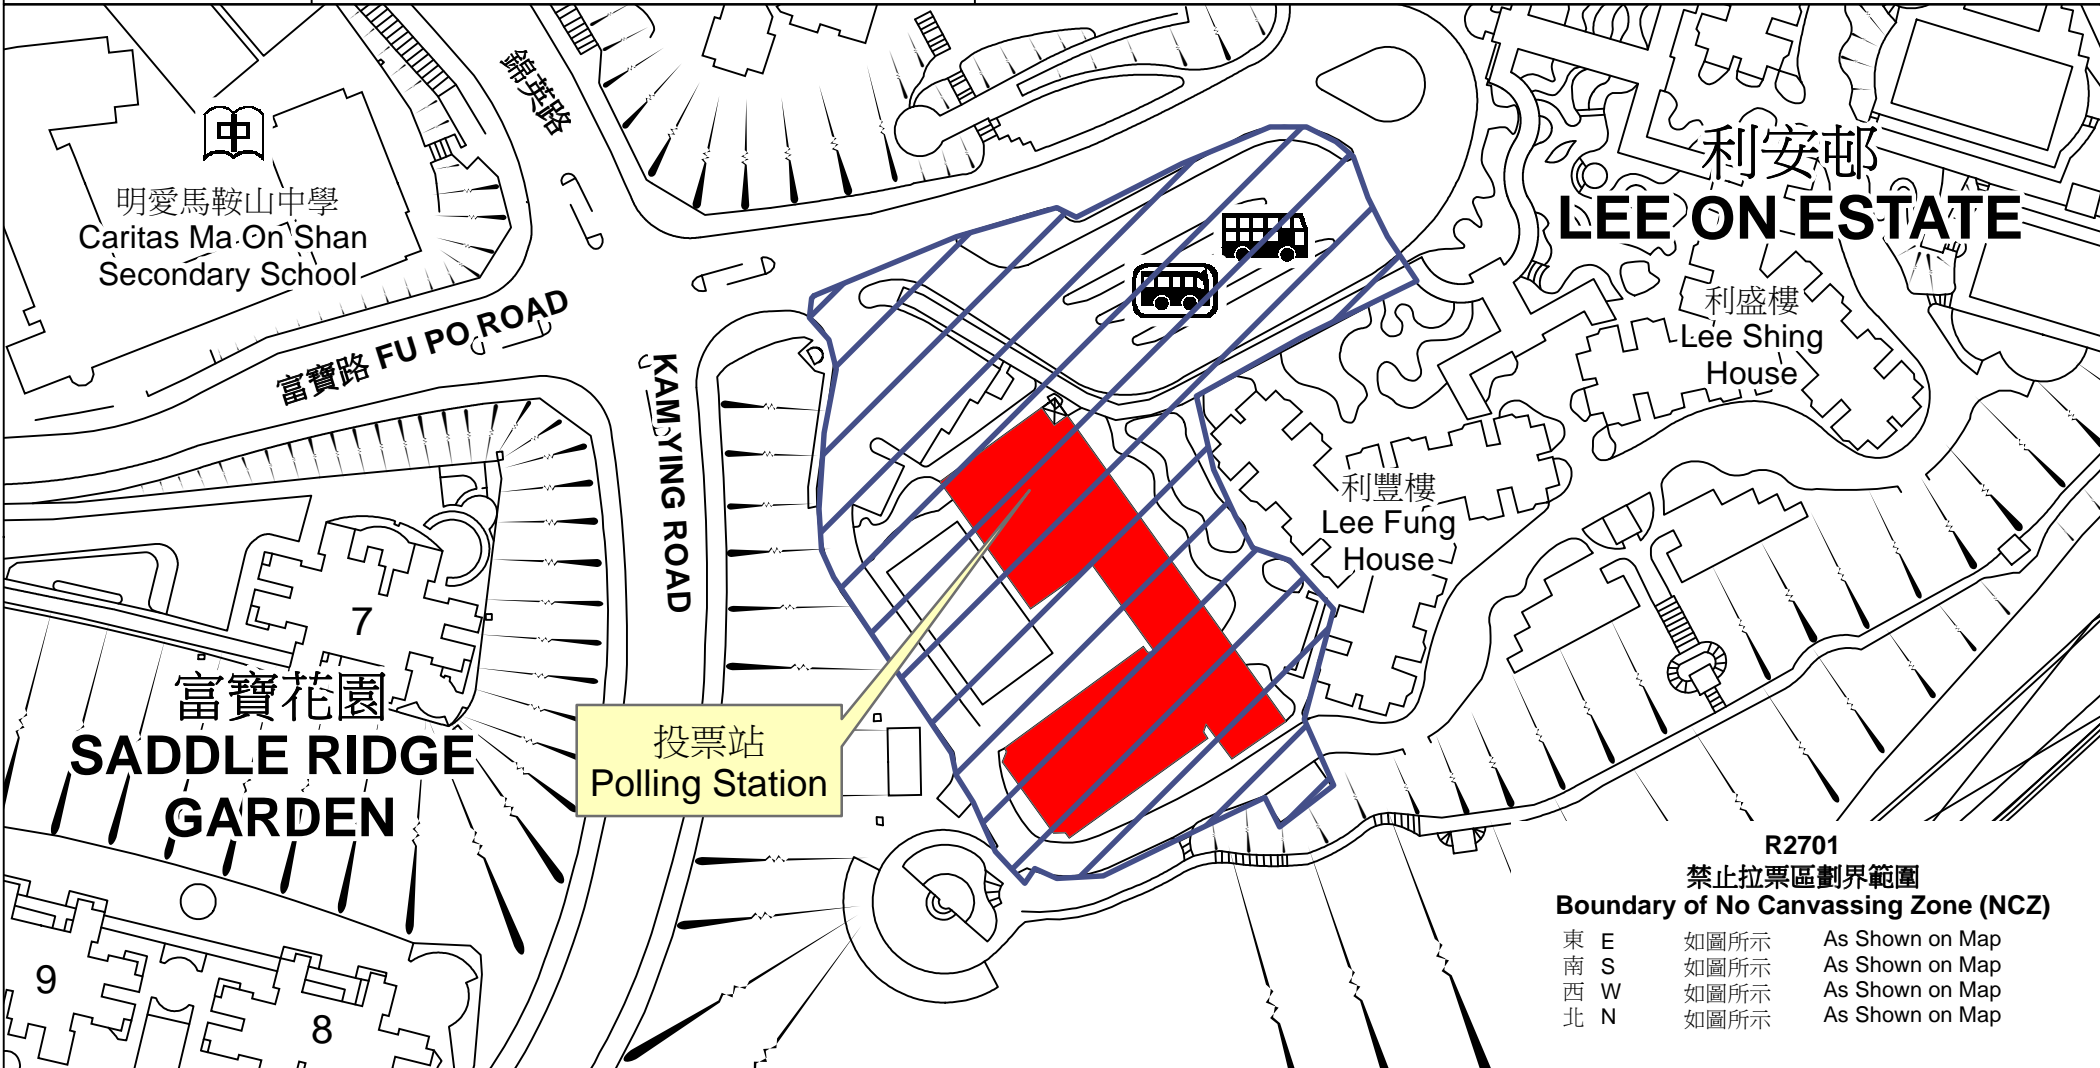 錦英路
中
明愛馬鞍山中學
Caritas Ma On Shan
Secondary School
利安邨
LEE ON ESTATE
利盛樓
Lee Shing
House
富寶路 FU PO ROAD
KAM YING ROAD
利豐樓
Lee Fung
House
7
富寶花園
SADDLE RIDGE
GARDEN
投票站
Polling Station
9
8
R2701
禁止拉票區劃界範圍
Boundary of No Canvassing Zone (NCZ)
東 E 如圖所示 As Shown on Map
南 S 如圖所示 As Shown on Map
西 W 如圖所示 As Shown on Map
北 N 如圖所示 As Shown on Map